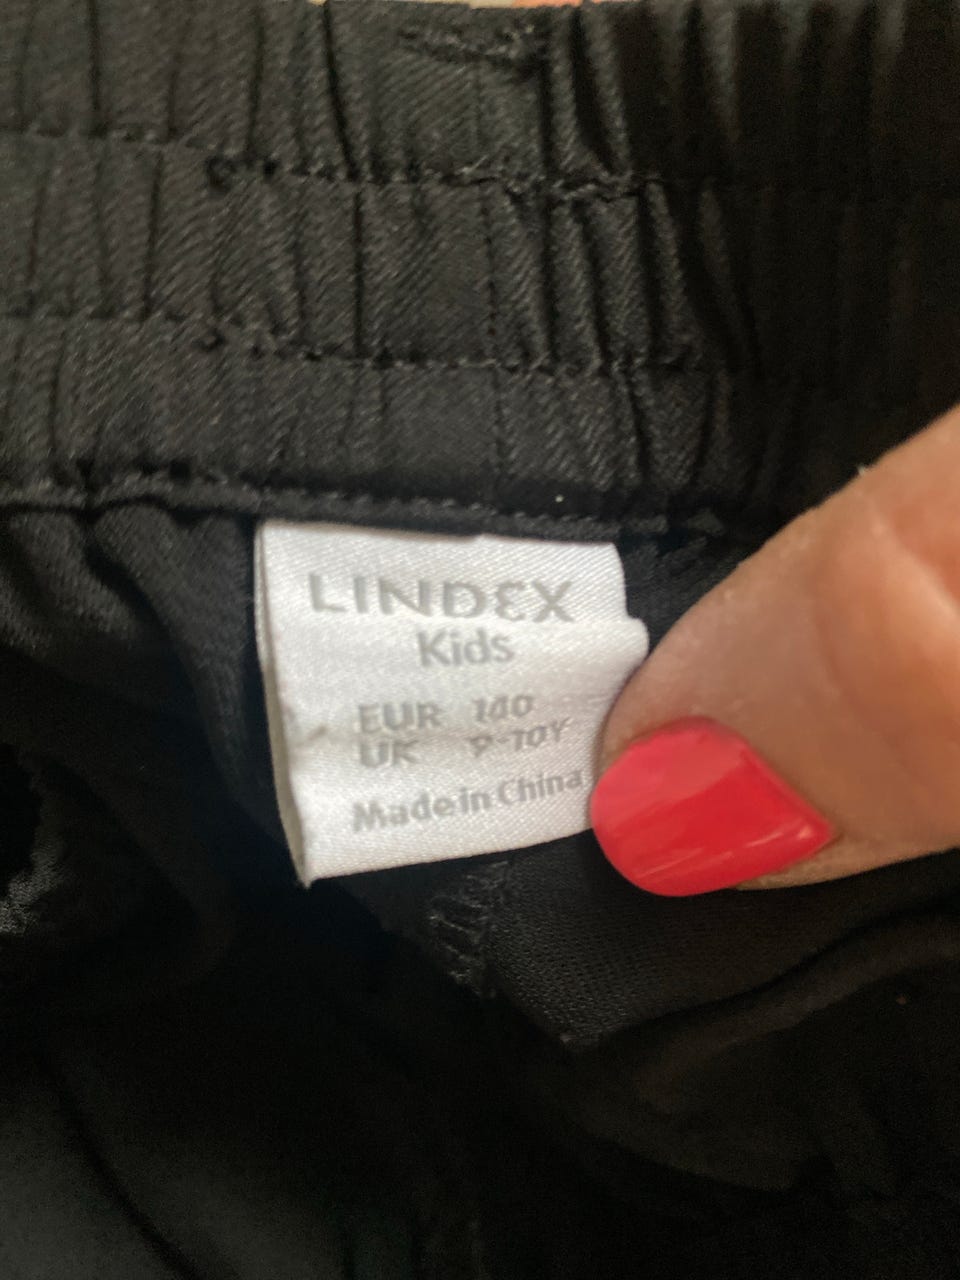 LINDEX
Kids
EUR 140
UK 9-10Y
Made in China